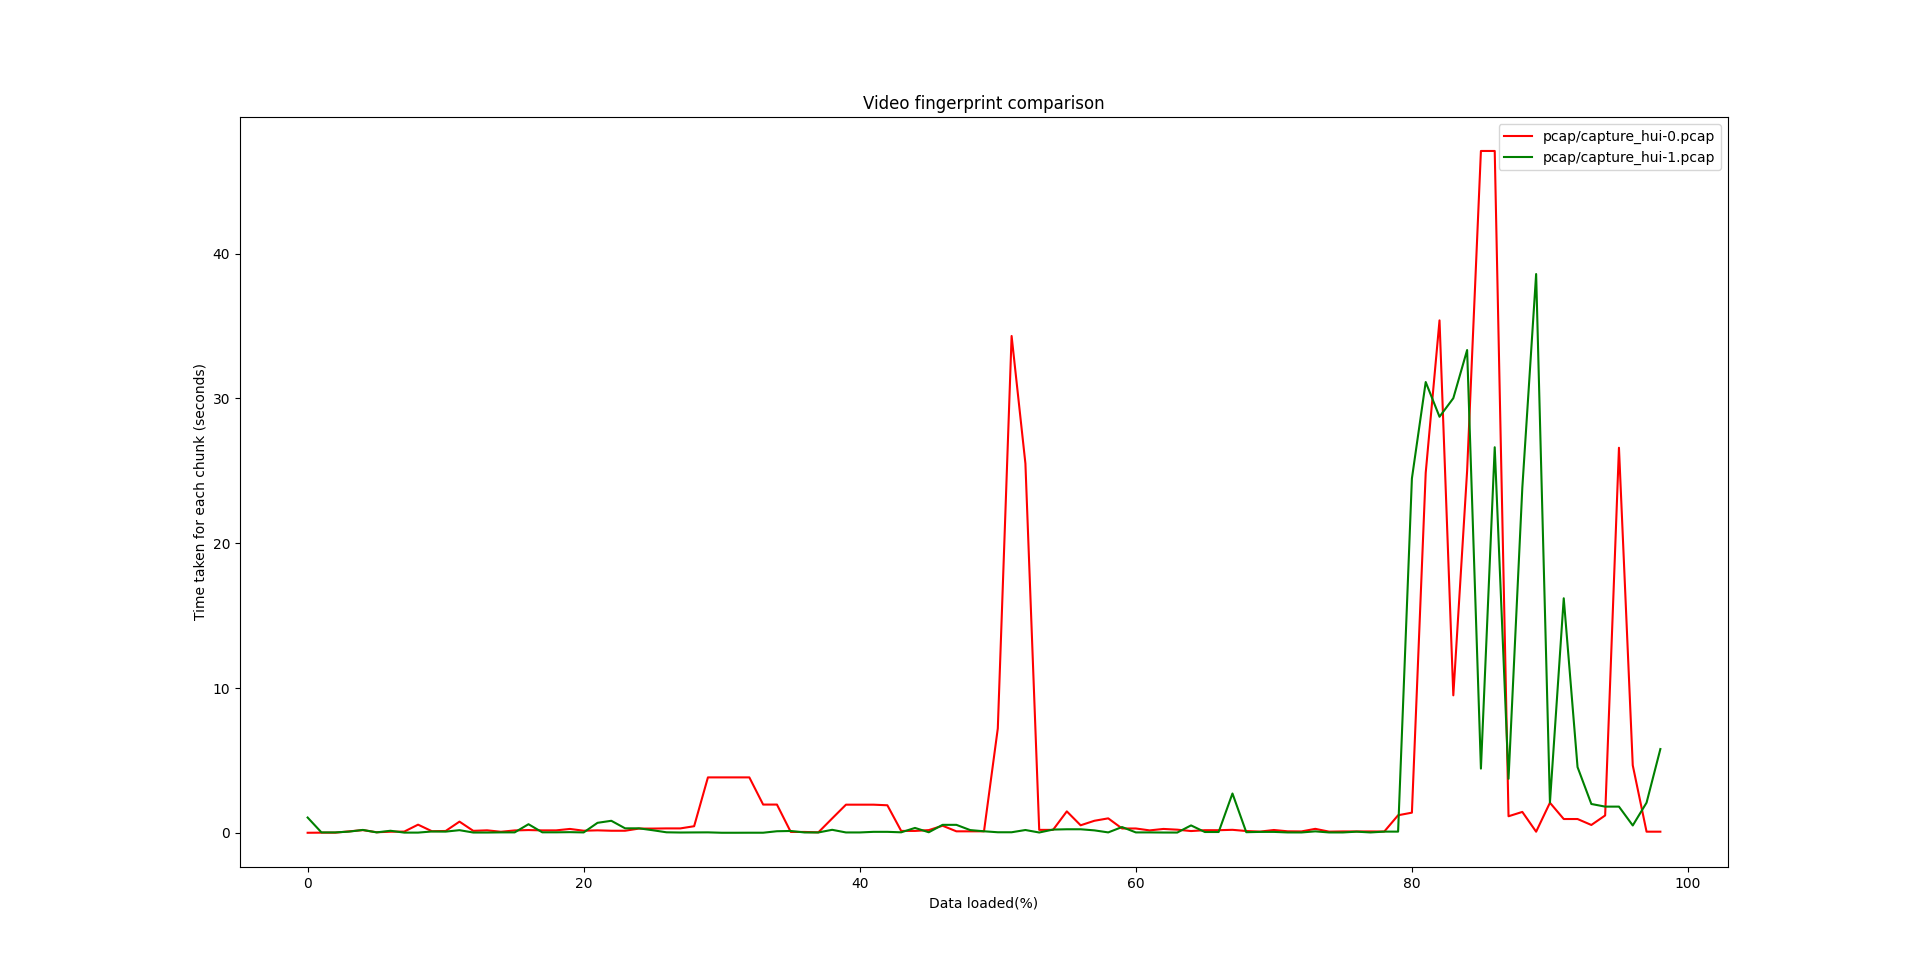 Video fingerprint comparison
pcap/capture_hui-0.pcap
pcap/capture_hui-1.pcap
Time taken for each chunk (seconds)
40
30
20
10
0
0 20 40 60 80 100
Data loaded(%)